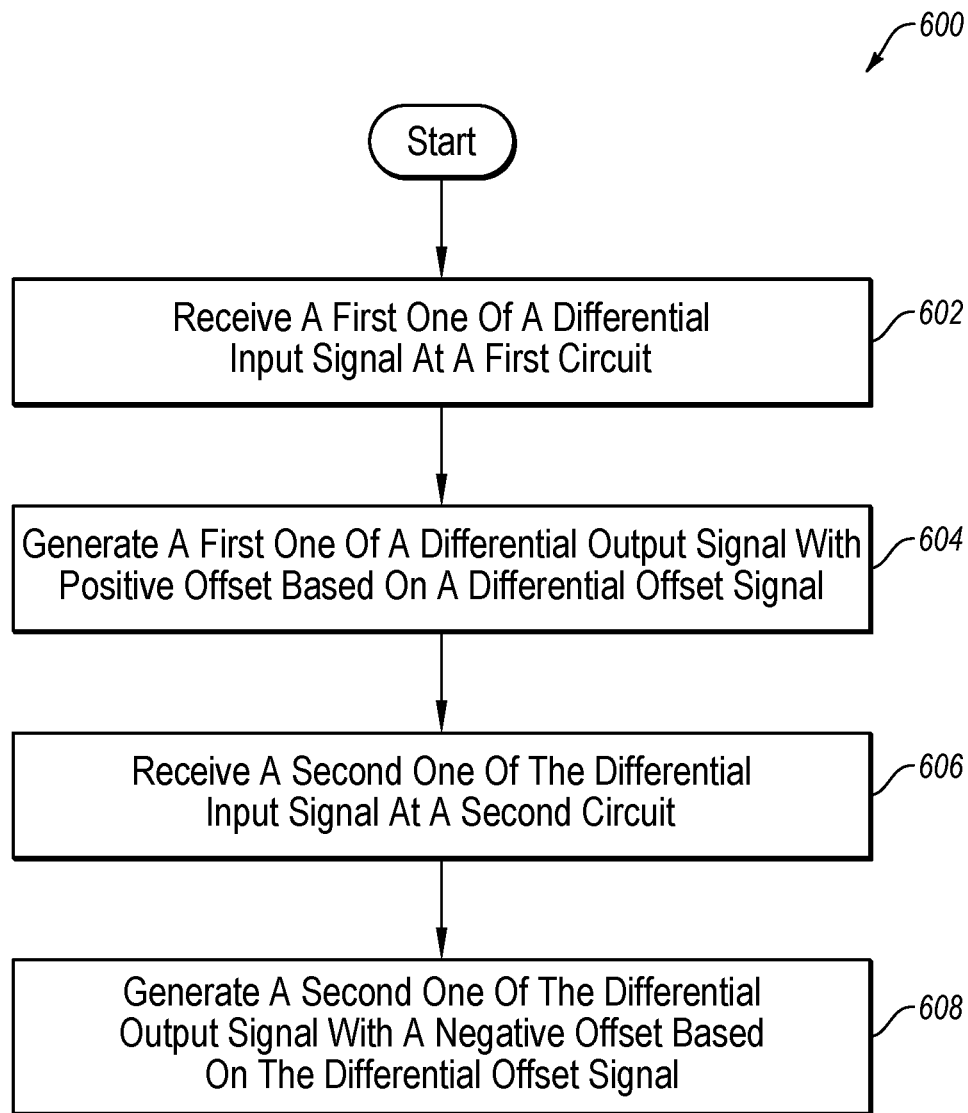 600
Start
Receive A First One Of A Differential
Input Signal At A First Circuit
602
Generate A First One Of A Differential Output Signal With
Positive Offset Based On A Differential Offset Signal
604
Receive A Second One Of The Differential
Input Signal At A Second Circuit
606
Generate A Second One Of The Differential
Output Signal With A Negative Offset Based
On The Differential Offset Signal
608